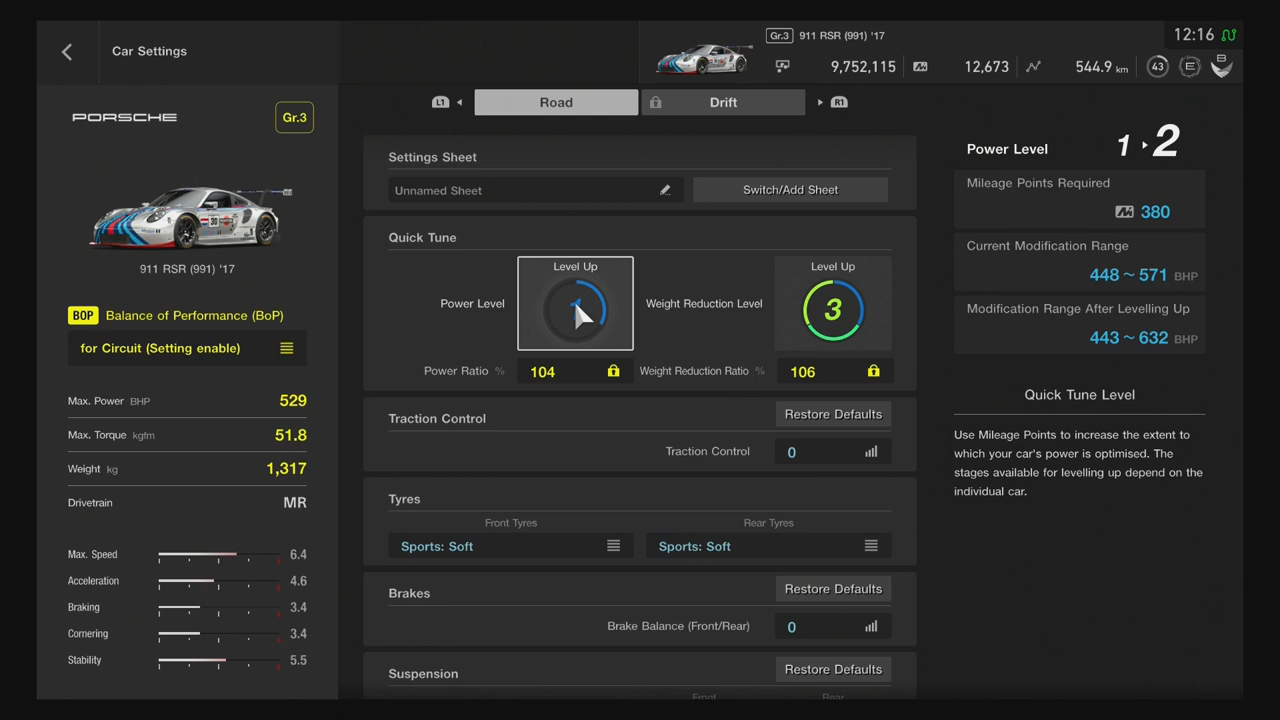 Car Settings
Gr.3 911 RSR (991) '17
12:16
9,752,115 12,673 544.9 km 43 E B
PORSCHE Gr.3
911 RSR (991) '17
BOP Balance of Performance (BoP)
for Circuit (Setting enable)
Max. Power BHP 529
Max. Torque kgfm 51.8
Weight kg 1,317
Drivetrain MR
Max. Speed 6.4
Acceleration 4.6
Braking 3.4
Cornering 3.4
Stability 5.5
L1 Road Drift R1
Settings Sheet
Unnamed Sheet Switch/Add Sheet
Quick Tune
Level Up Level Up
Power Level 1 Weight Reduction Level 3
Power Ratio % 104 Weight Reduction Ratio % 106
Traction Control Restore Defaults
Traction Control 0
Tyres
Front Tyres Rear Tyres
Sports: Soft Sports: Soft
Brakes Restore Defaults
Brake Balance (Front/Rear) 0
Suspension Restore Defaults
Front Rear
Power Level 1 2
Mileage Points Required
380
Current Modification Range
448 ~ 571 BHP
Modification Range After Levelling Up
443 ~ 632 BHP
Quick Tune Level
Use Mileage Points to increase the extent to
which your car's power is optimised. The
stages available for levelling up depend on the
individual car.